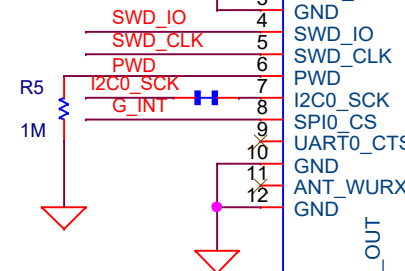 3
GND
SWD_IO
4
SWD_IO
SWD_CLK
5
SWD_CLK
PWD
6
PWD
R5
I2C0_SCK
7
I2C0_SCK
G_INT
8
SPI0_CS
1M
9
UART0_CTS
10
GND
11
ANT_WURX
12
GND
_OUT